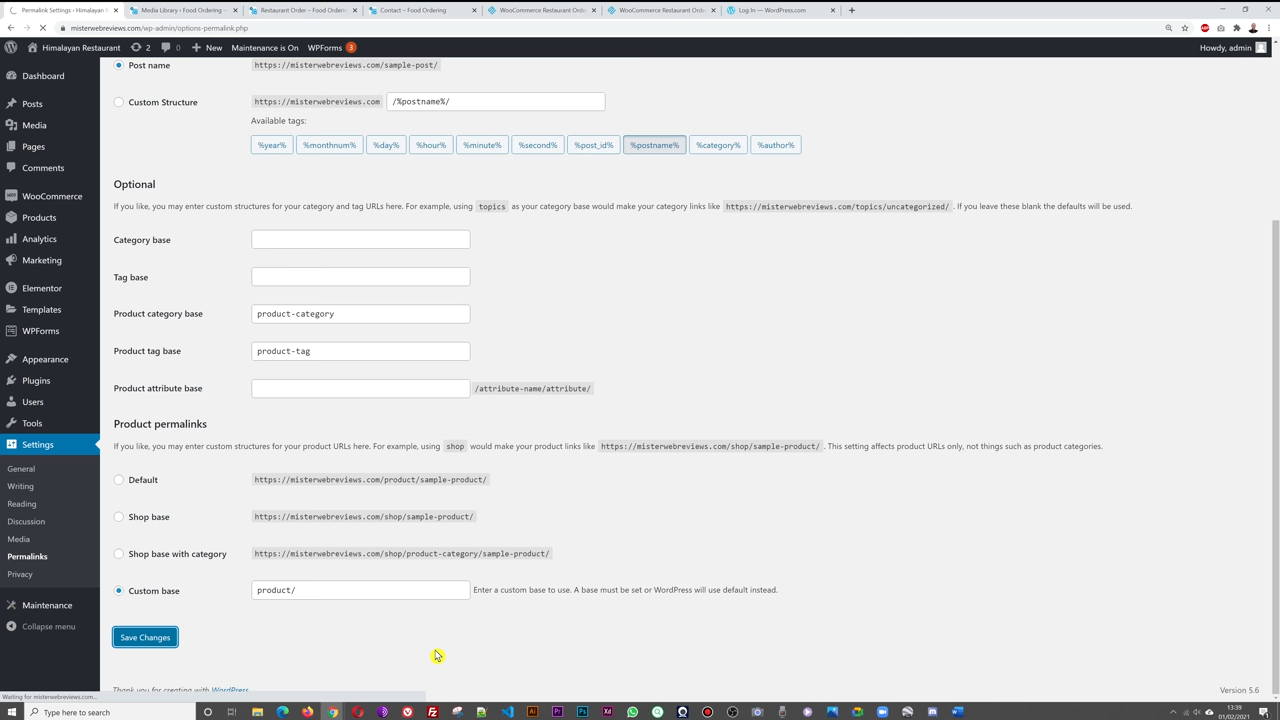 Permalink Settings ‹ Himalayan R
Media Library ‹ Food Ordering
Restaurant Order – Food Orderin
Contact – Food Ordering
WooCommerce Restaurant Ord
WooCommerce Restaurant Ord
Log In ‹ WordPress.com
misterwebreviews.com/wp-admin/options-permalink.php
Himalayan Restaurant 2 0 New Maintenance is On WPForms 3 Howdy, admin
Dashboard
Posts
Media
Pages
Comments
WooCommerce
Products
Analytics
Marketing
Elementor
Templates
WPForms
Appearance
Plugins
Users
Tools
Settings
General
Writing
Reading
Discussion
Media
Permalinks
Privacy
Maintenance
Collapse menu
Post name https://misterwebreviews.com/sample-post/
Custom Structure https://misterwebreviews.com /%postname%/
Available tags:
%year% %monthnum% %day% %hour% %minute% %second% %post_id% %postname% %category% %author%
Optional
If you like, you may enter custom structures for your category and tag URLs here. For example, using topics as your category base would make your category links like https://misterwebreviews.com/topics/uncategorized/ . If you leave these blank the defaults will be used.
Category base
Tag base
Product category base product-category
Product tag base product-tag
Product attribute base /attribute-name/attribute/
Product permalinks
If you like, you may enter custom structures for your product URLs here. For example, using shop would make your product links like https://misterwebreviews.com/shop/sample-product/ . This setting affects product URLs only, not things such as product categories.
Default https://misterwebreviews.com/product/sample-product/
Shop base https://misterwebreviews.com/shop/sample-product/
Shop base with category https://misterwebreviews.com/shop/product-category/sample-product/
Custom base product/ Enter a custom base to use. A base must be set or WordPress will use default instead.
Save Changes
Thank you for creating with WordPress. Version 5.6
Waiting for misterwebreviews.com...
Type here to search
13:39
01/02/2021